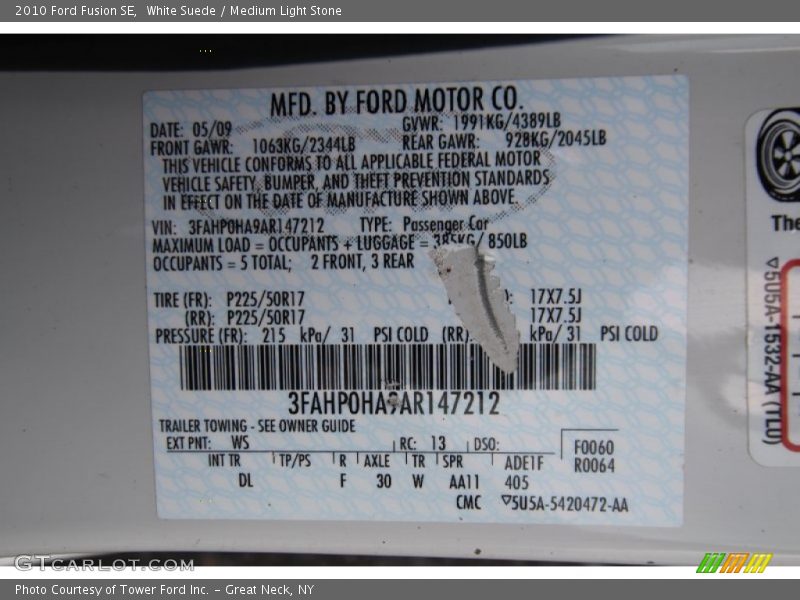 2010 Ford Fusion SE, White Suede / Medium Light Stone
MFD. BY FORD MOTOR CO.
DATE: 05/09 GVWR: 1991KG/4389LB
FRONT GAWR: 1063KG/2344LB REAR GAWR: 928KG/2045LB
THIS VEHICLE CONFORMS TO ALL APPLICABLE FEDERAL MOTOR
VEHICLE SAFETY, BUMPER, AND THEFT PREVENTION STANDARDS
IN EFFECT ON THE DATE OF MANUFACTURE SHOWN ABOVE.
VIN: 3FAHP0HA9AR147212 TYPE: Passenger Car
MAXIMUM LOAD = OCCUPANTS + LUGGAGE = 385KG/ 850LB
OCCUPANTS = 5 TOTAL; 2 FRONT, 3 REAR
TIRE (FR): P225/50R17 17X7.5J
(RR): P225/50R17 17X7.5J
PRESSURE (FR): 215 kPa/ 31 PSI COLD (RR) kPa/ 31 PSI COLD
3FAHP0HA9AR147212
TRAILER TOWING - SEE OWNER GUIDE
EXT PNT: WS RC: 13 DSO: F0060
R0064
INT TR TP/PS R AXLE TR SPR ADE1F
DL F 30 W AA11 405
CMC ▽5U5A-5420472-AA
The
▽5U5A-1532-AA (TL0)
GTCARLOT.COM
Photo Courtesy of Tower Ford Inc. – Great Neck, NY